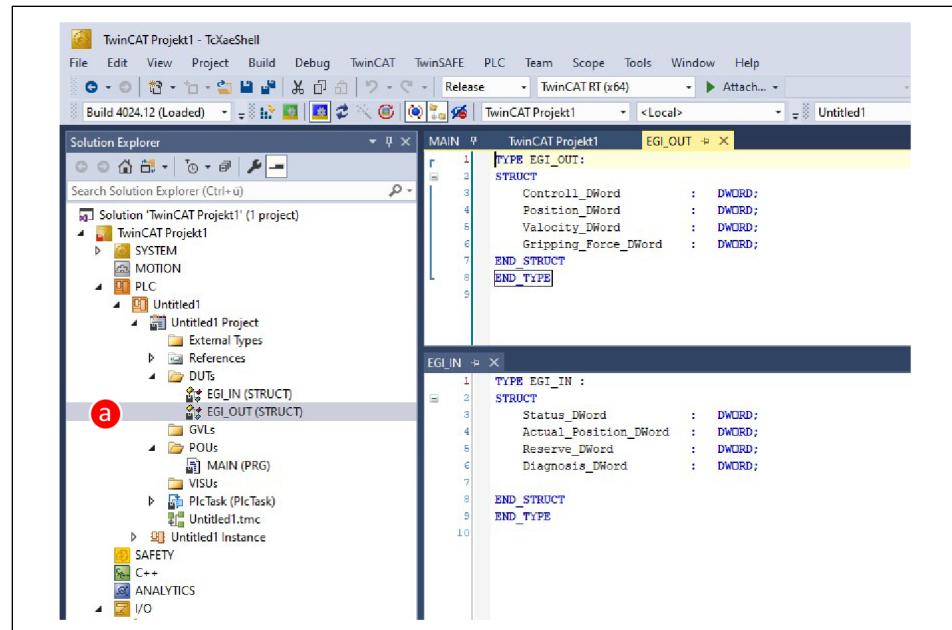 TwinCAT Projekt1 - TcXaeShell
File Edit View Project Build Debug TwinCAT TwinSAFE PLC Team Scope Tools Window Help
Release TwinCAT RT (x64) Attach...
Build 4024.12 (Loaded) TwinCAT Projekt1 <Local> Untitled1
Solution Explorer
Search Solution Explorer (Ctrl+ü)
Solution 'TwinCAT Projekt1' (1 project)
TwinCAT Projekt1
SYSTEM
MOTION
PLC
Untitled1
Untitled1 Project
External Types
References
DUTs
EGI_IN (STRUCT)
a EGI_OUT (STRUCT)
GVLs
POUs
MAIN (PRG)
VISUs
PlcTask (PlcTask)
Untitled1.tmc
Untitled1 Instance
SAFETY
C++
ANALYTICS
I/O
MAIN TwinCAT Projekt1 EGI_OUT
1 TYPE EGI_OUT:
2 STRUCT
3 Controll_DWord : DWORD;
4 Position_DWord : DWORD;
5 Valocity_DWord : DWORD;
6 Gripping_Force_DWord : DWORD;
7 END_STRUCT
8 END_TYPE
9
EGI_IN
1 TYPE EGI_IN :
2 STRUCT
3 Status_DWord : DWORD;
4 Actual_Position_DWord : DWORD;
5 Reserve_DWord : DWORD;
6 Diagnosis_DWord : DWORD;
7
8 END_STRUCT
9 END_TYPE
10